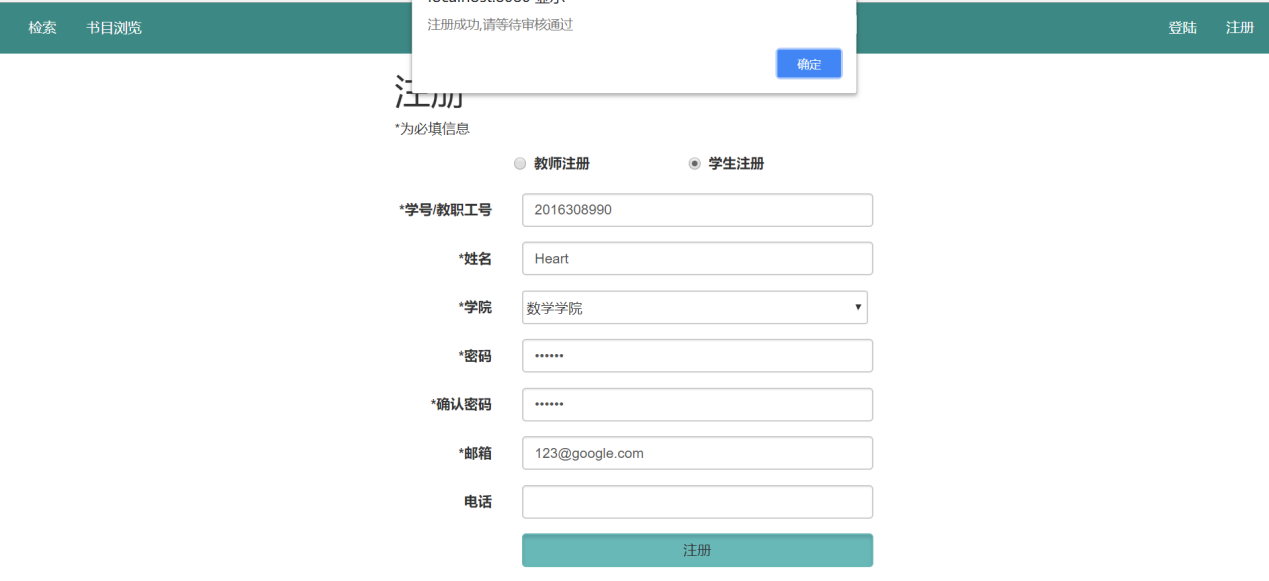 检索 书目浏览 登陆 注册
注册成功,请等待审核通过
确定
注册
*为必填信息
教师注册 学生注册
*学号/教职工号 2016308990
*姓名 Heart
*学院 数学学院
*密码 ••••••
*确认密码 ••••••
*邮箱 123@google.com
电话
注册